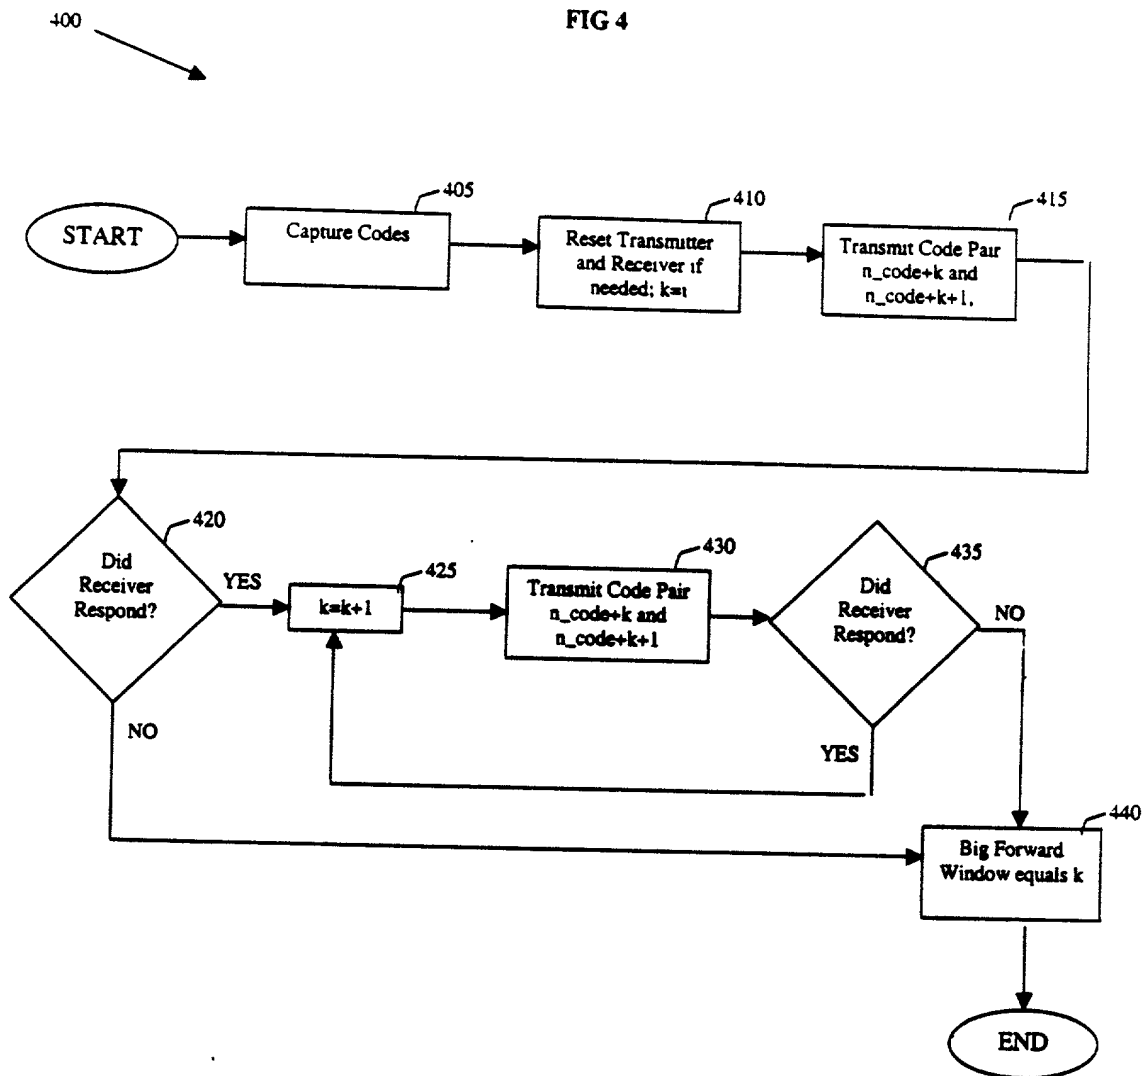 FIG 4
400
405
410
415
START
Capture Codes
Reset Transmitter
and Receiver if
needed; k=1
Transmit Code Pair
n_code+k and
n_code+k+1,
420
Did
Receiver
Respond?
YES
NO
425
k=k+1
430
Transmit Code Pair
n_code+k and
n_code+k+1
435
Did
Receiver
Respond?
NO
YES
440
Big Forward
Window equals k
END